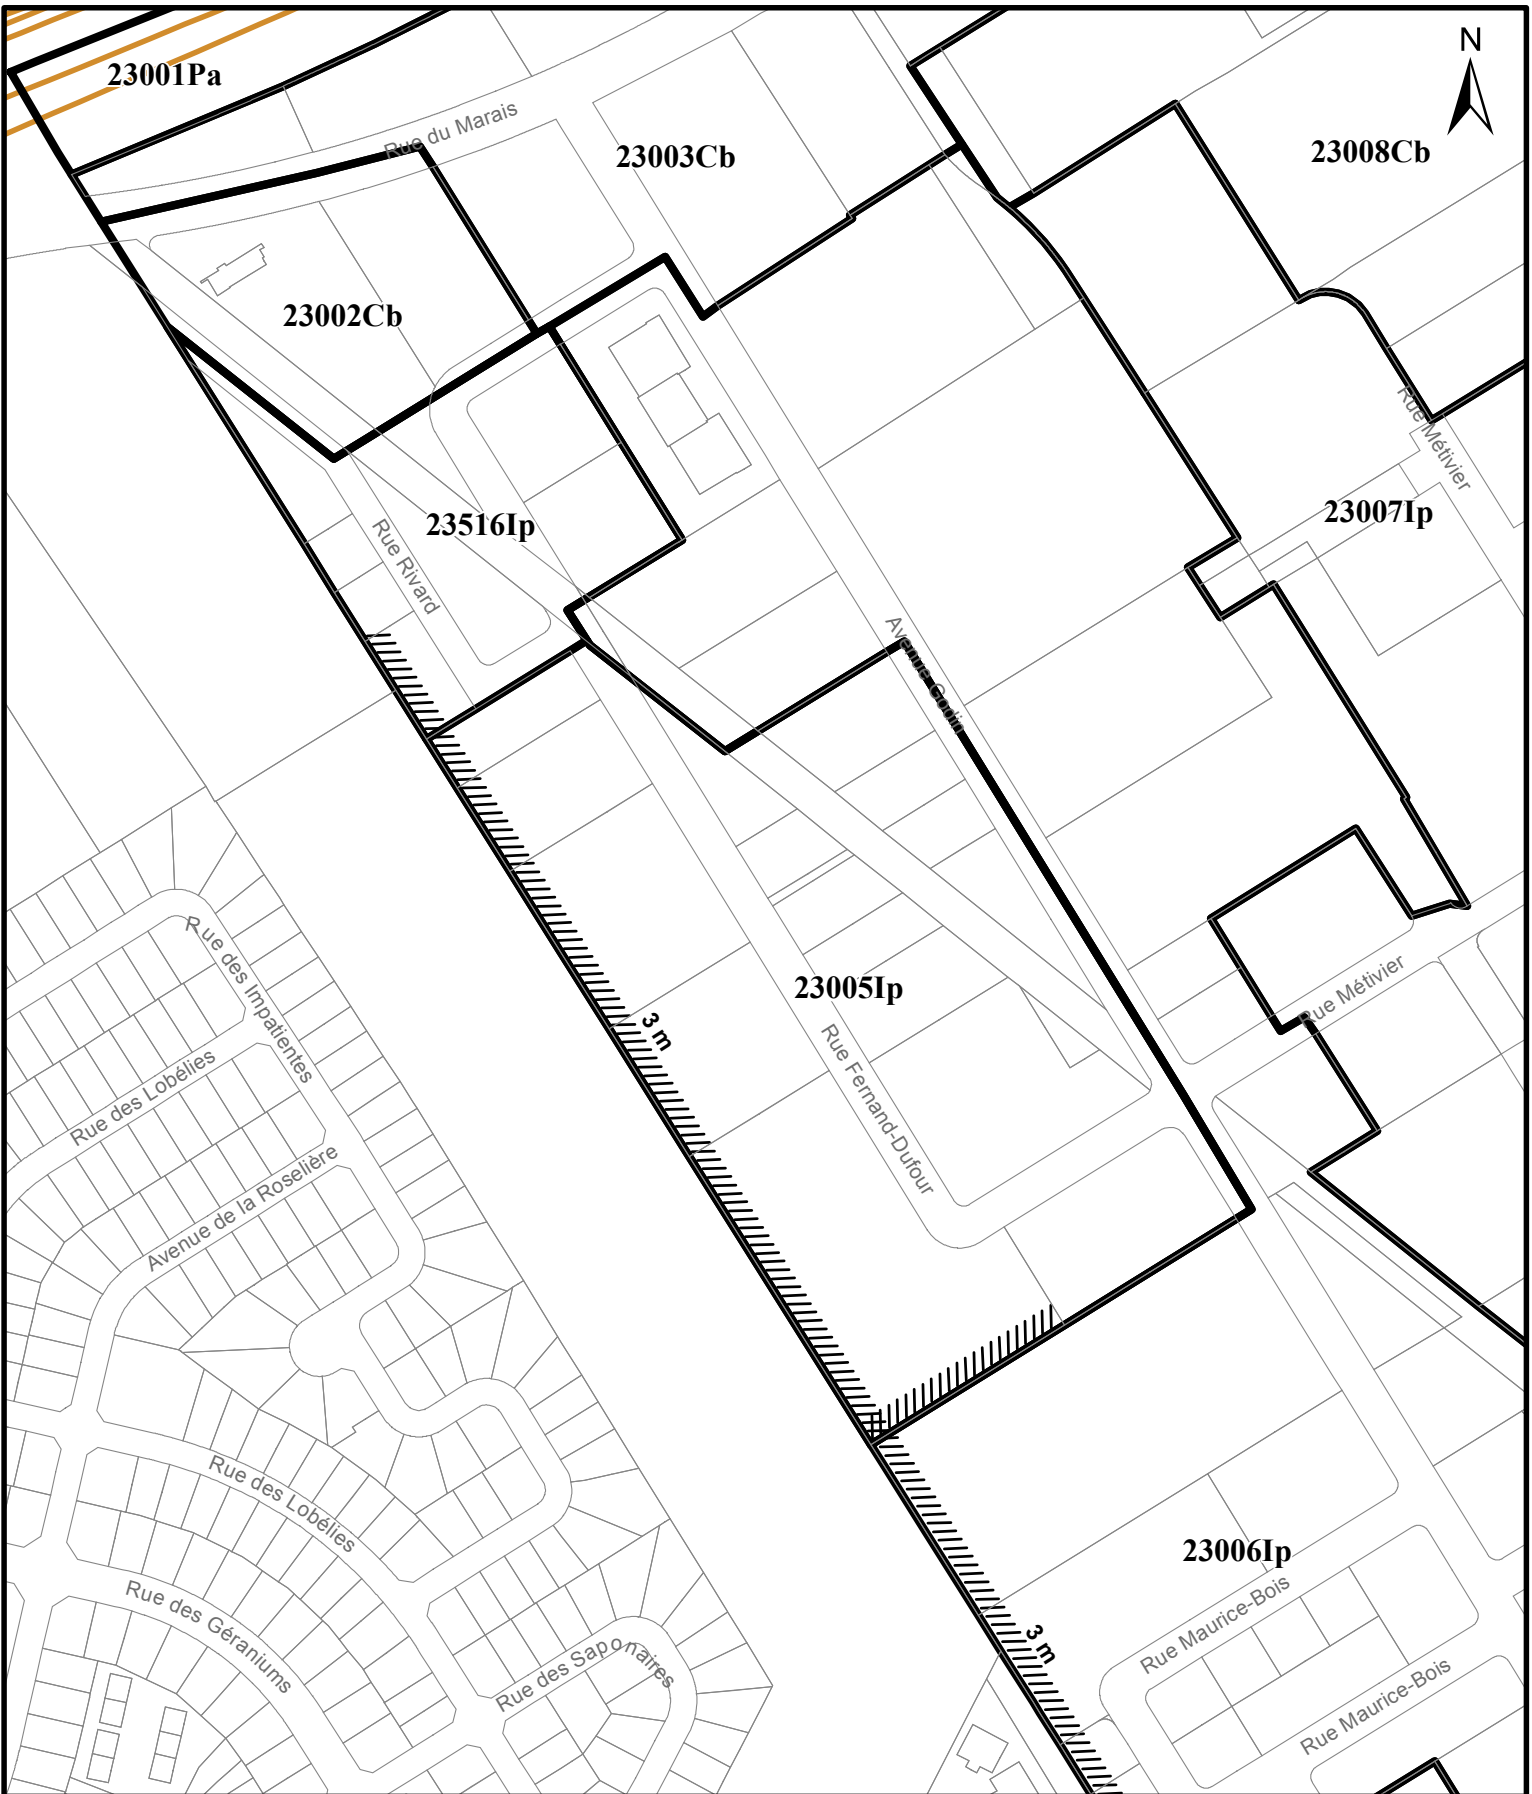 N
23001Pa
Rue du Marais
23003Cb
23008Cb
23002Cb
Rue Métivier
23007Ip
23516Ip
Rue Rivard
Avenue Godin
Rue des Impatientes
23005Ip
Rue Métivier
3 m
Rue Fernand-Dufour
Rue des Lobélies
Avenue de la Roselière
Rue des Lobélies
23006Ip
Rue Maurice-Bois
Rue des Géraniums
3 m
Rue des Saponaires
Rue Maurice-Bois